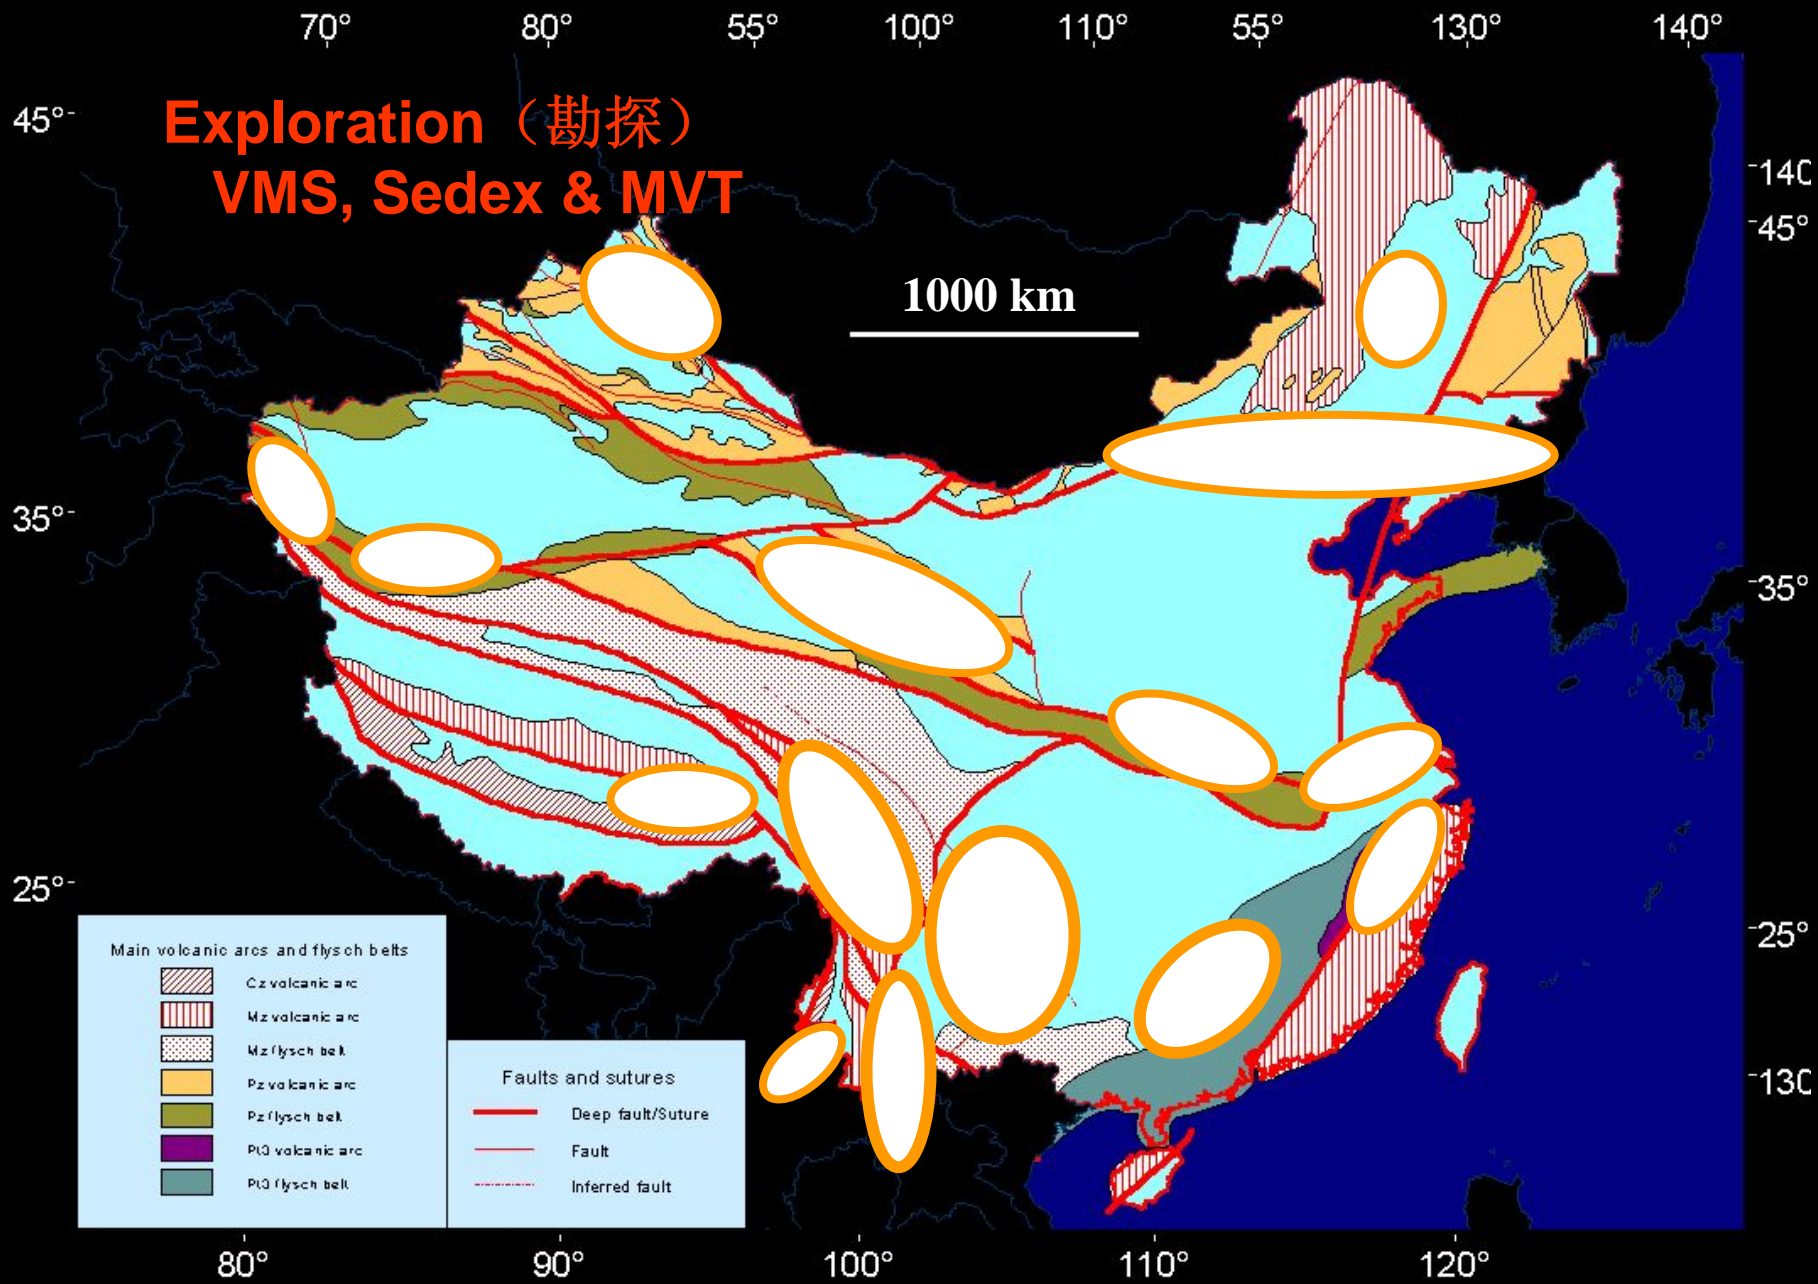 70° 80° 55° 100° 110° 55° 130° 140°
45°
Exploration（勘探）
VMS, Sedex & MVT
14C
45°
1000 km
35°
35°
25°
25°
13C
Main volcanic arcs and flysch belts
Cz volcanic arc
Mz volcanic arc
Mz flysch belt
Pz volcanic arc
Pz flysch belt
Pt3 volcanic arc
Pt3 flysch belt
Faults and sutures
Deep fault/Suture
Fault
Inferred fault
80° 90° 100° 110° 120°